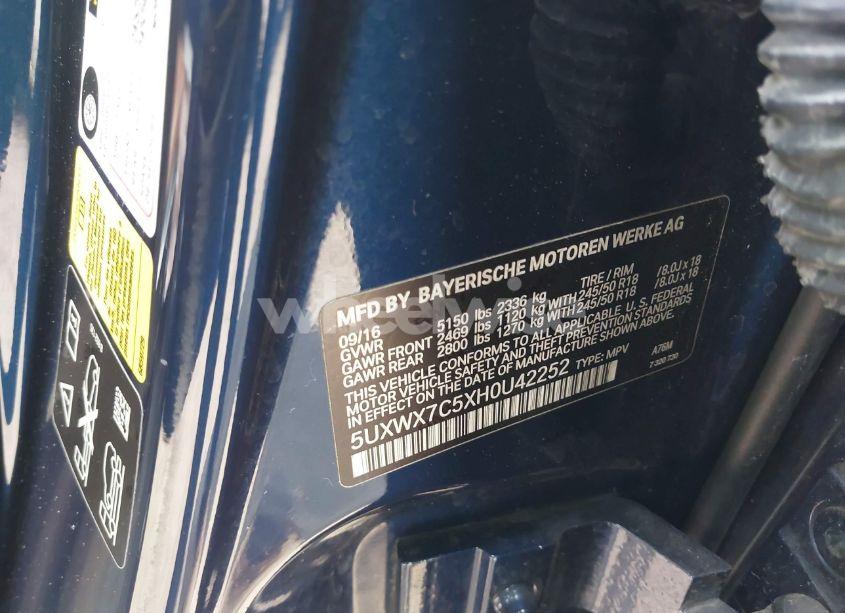 MFD BY BAYERISCHE MOTOREN WERKE AG
09/16
GVWR 5150 lbs 2336 kg TIRE / RIM
GAWR FRONT 2469 lbs 1120 kg WITH 245/50 R18 /8.0J x 18
GAWR REAR 2800 lbs 1270 kg WITH 245/50 R18 /8.0J x 18
THIS VEHICLE CONFORMS TO ALL APPLICABLE U.S. FEDERAL
MOTOR VEHICLE SAFETY AND THEFT PREVENTION STANDARDS
IN EFFECT ON THE DATE OF MANUFACTURE SHOWN ABOVE.
5UXWX7C5XH0U42252 TYPE: MPV A76M
7 320 730